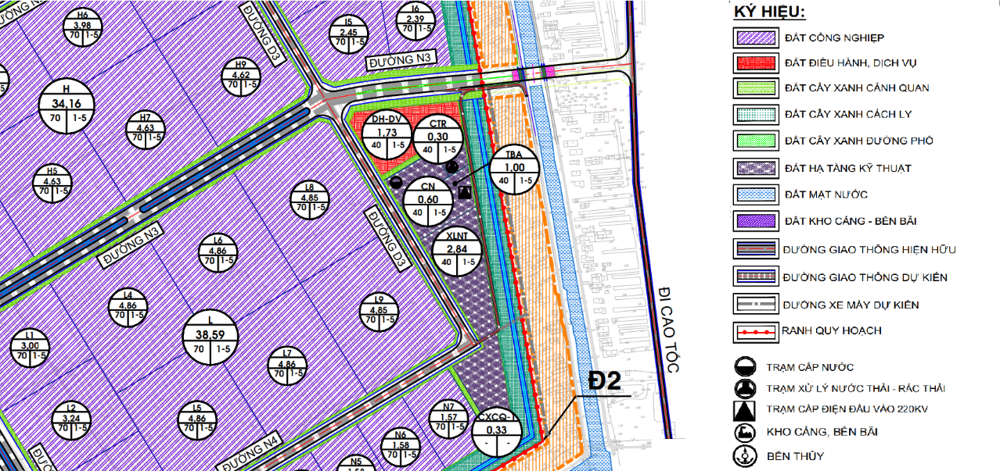 H6
3,98
70 1-5
I5
2,45
70 1-5
I6
2,39
70 1-5
ĐƯỜNG D3
ĐƯỜNG N3
H9
4,62
70 1-5
H
34,16
70 1-5
H7
4,63
70 1-5
DH-DV
1,73
40 1-5
CTR
0,30
40 1-5
TBA
1,00
40 1-5
H5
4,63
70 1-5
L8
4,85
70 1-5
CN
0,60
40 1-5
ĐƯỜNG N3
L6
4,86
70 1-5
ĐƯỜNG D3
XLNT
2,84
40 1-5
L4
4,86
70 1-5
L9
4,85
70 1-5
ĐI CAO TỐC
L1
3,00
70 1-5
L
38,59
70 1-5
L7
4,86
70 1-5
Đ2
L2
3,24
70 1-5
L5
4,86
70 1-5
N7
1,57
70 1-5
CXCQ-1
0,33
- -
N6
1,58
70 1-5
ĐƯỜNG N4
N5
KÝ HIỆU:
ĐẤT CÔNG NGHIỆP
ĐẤT ĐIỀU HÀNH, DỊCH VỤ
ĐẤT CÂY XANH CẢNH QUAN
ĐẤT CÂY XANH CÁCH LY
ĐẤT CÂY XANH ĐƯỜNG PHỐ
ĐẤT HẠ TẦNG KỸ THUẬT
ĐẤT MẶT NƯỚC
ĐẤT KHO CẢNG - BẾN BÃI
ĐƯỜNG GIAO THÔNG HIỆN HỮU
ĐƯỜNG GIAO THÔNG DỰ KIẾN
ĐƯỜNG XE MÁY DỰ KIẾN
RANH QUY HOẠCH
TRẠM CẤP NƯỚC
TRẠM XỬ LÝ NƯỚC THẢI - RÁC THẢI
TRẠM CẤP ĐIỆN ĐẦU VÀO 220KV
KHO CẢNG, BẾN BÃI
BẾN THỦY